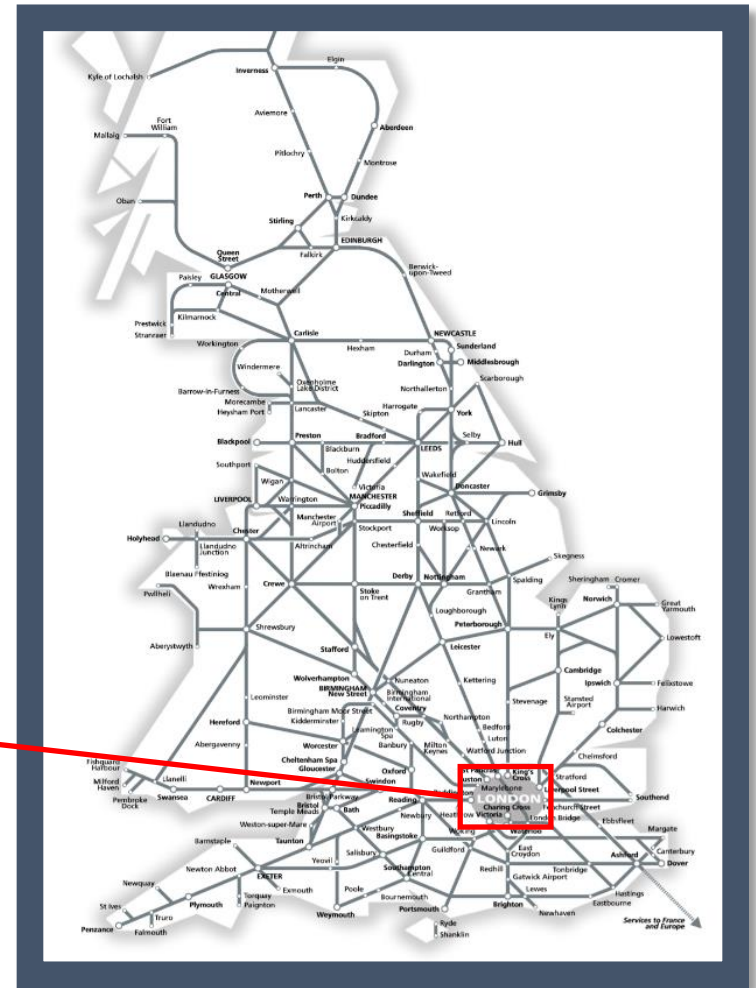 Elgin
Kyle of Lochalsh
Inverness
Aviemore
Fort
William
Aberdeen
Mallaig
Pitlochry
Montrose
Oban
Perth
Dundee
Stirling
Kirkcaldy
EDINBURGH
Queen
Street
Falkirk
Berwick-
upon-Tweed
Paisley
GLASGOW
Central
Motherwell
Prestwick
Kilmarnock
Stranraer
Carlisle
NEWCASTLE
Workington
Hexham
Sunderland
Durham
Darlington
Middlesbrough
Windermere
Scarborough
Oxenholme
Lake District
Northallerton
Barrow-in-Furness
Morecambe
Heysham Port
Lancaster
Harrogate
York
Skipton
Blackpool
Preston
Bradford
Selby
Hull
Blackburn
LEEDS
Southport
Bolton
Huddersfield
Wakefield
Wigan
Victoria
Doncaster
LIVERPOOL
Warrington
MANCHESTER
Piccadilly
Grimsby
Manchester
Airport
Sheffield
Retford
Lincoln
Llandudno
Chester
Stockport
Worksop
Holyhead
Llandudno
Junction
Altrincham
Chesterfield
Newark
Skegness
Blaenau Ffestiniog
Wrexham
Crewe
Stoke
on Trent
Derby
Nottingham
Grantham
Spalding
Sheringham
Cromer
Pwllheli
Kings
Lynn
Norwich
Great
Yarmouth
Loughborough
Shrewsbury
Peterborough
Ely
Lowestoft
Aberystwyth
Stafford
Leicester
Wolverhampton
Cambridge
BIRMINGHAM
New Street
Nuneaton
Kettering
Ipswich
Felixstowe
Birmingham
International
Leominster
Coventry
Stevenage
Stansted
Airport
Harwich
Birmingham Moor Street
Kidderminster
Rugby
Northampton
Hereford
Leamington
Spa
Bedford
Colchester
Abergavenny
Worcester
Banbury
Milton
Keynes
Luton
Watford Junction
Chelmsford
Cheltenham Spa
Gloucester
Oxford
King's
Cross
Stratford
Fishguard
Harbour
Llanelli
Swindon
Marylebone
Liverpool Street
Milford
Haven
Newport
LONDON
Southend
Pembroke
Dock
Swansea
CARDIFF
Bristol Parkway
Reading
Charing Cross
Fenchurch Street
Bristol
Temple Meads
Bath
Newbury
Heathrow
Victoria
London Bridge
Ebbsfleet
Weston-super-Mare
Westbury
Basingstoke
Woking
Waterloo
Margate
Barnstaple
Taunton
Guildford
East
Croydon
Canterbury
Yeovil
Salisbury
Newton Abbot
Southampton
Central
Redhill
Tonbridge
Ashford
Dover
EXETER
Gatwick Airport
Newquay
Exmouth
Poole
Bournemouth
Lewes
Hastings
Torquay
Paignton
Plymouth
Weymouth
Portsmouth
Brighton
Eastbourne
St Ives
Newhaven
Truro
Ryde
Services to France
and Europe
Penzance
Falmouth
Shanklin